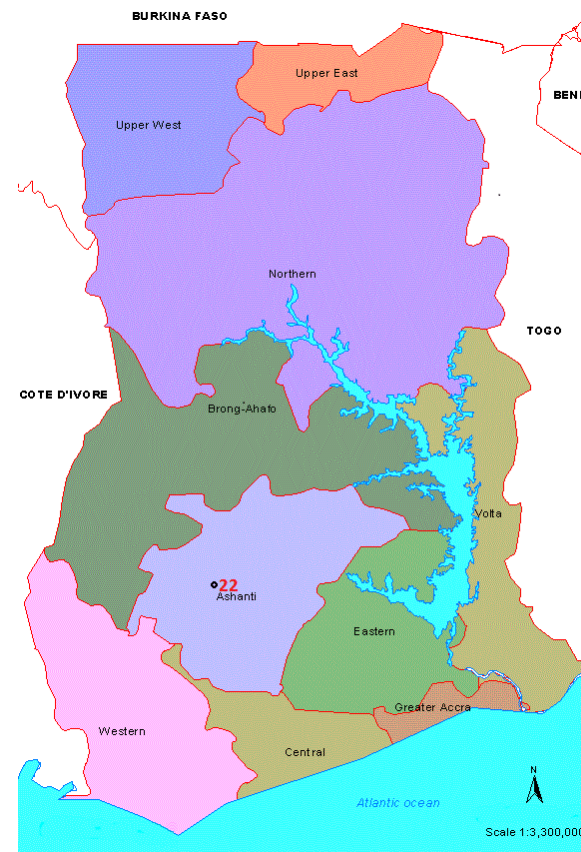 BURKINA FASO
Upper East
BENI
Upper West
Northern
TOGO
COTE D'IVORE
Brong-Ahafo
Volta
22
Ashanti
Eastern
Greater Accra
Western
Central
N
Atlantic ocean
Scale 1:3,300,000